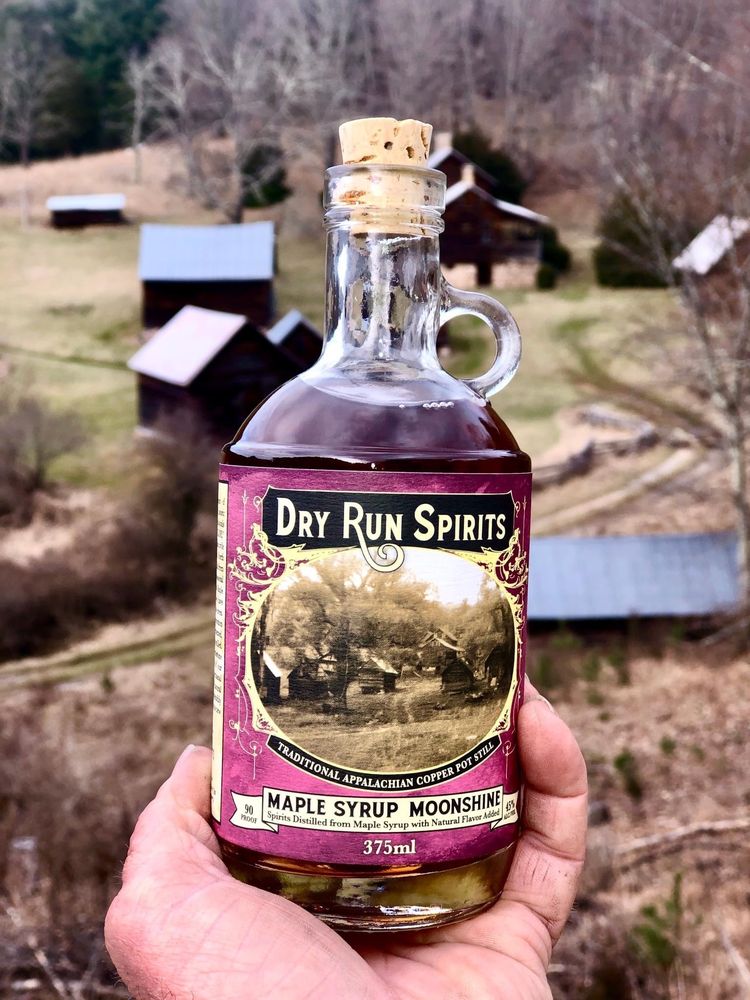 DRY RUN SPIRITS
TRADITIONAL APPALACHIAN COPPER POT STILL
90
PROOF
MAPLE SYRUP MOONSHINE
Spirits Distilled from Maple Syrup with Natural Flavor Added
45%
375ml